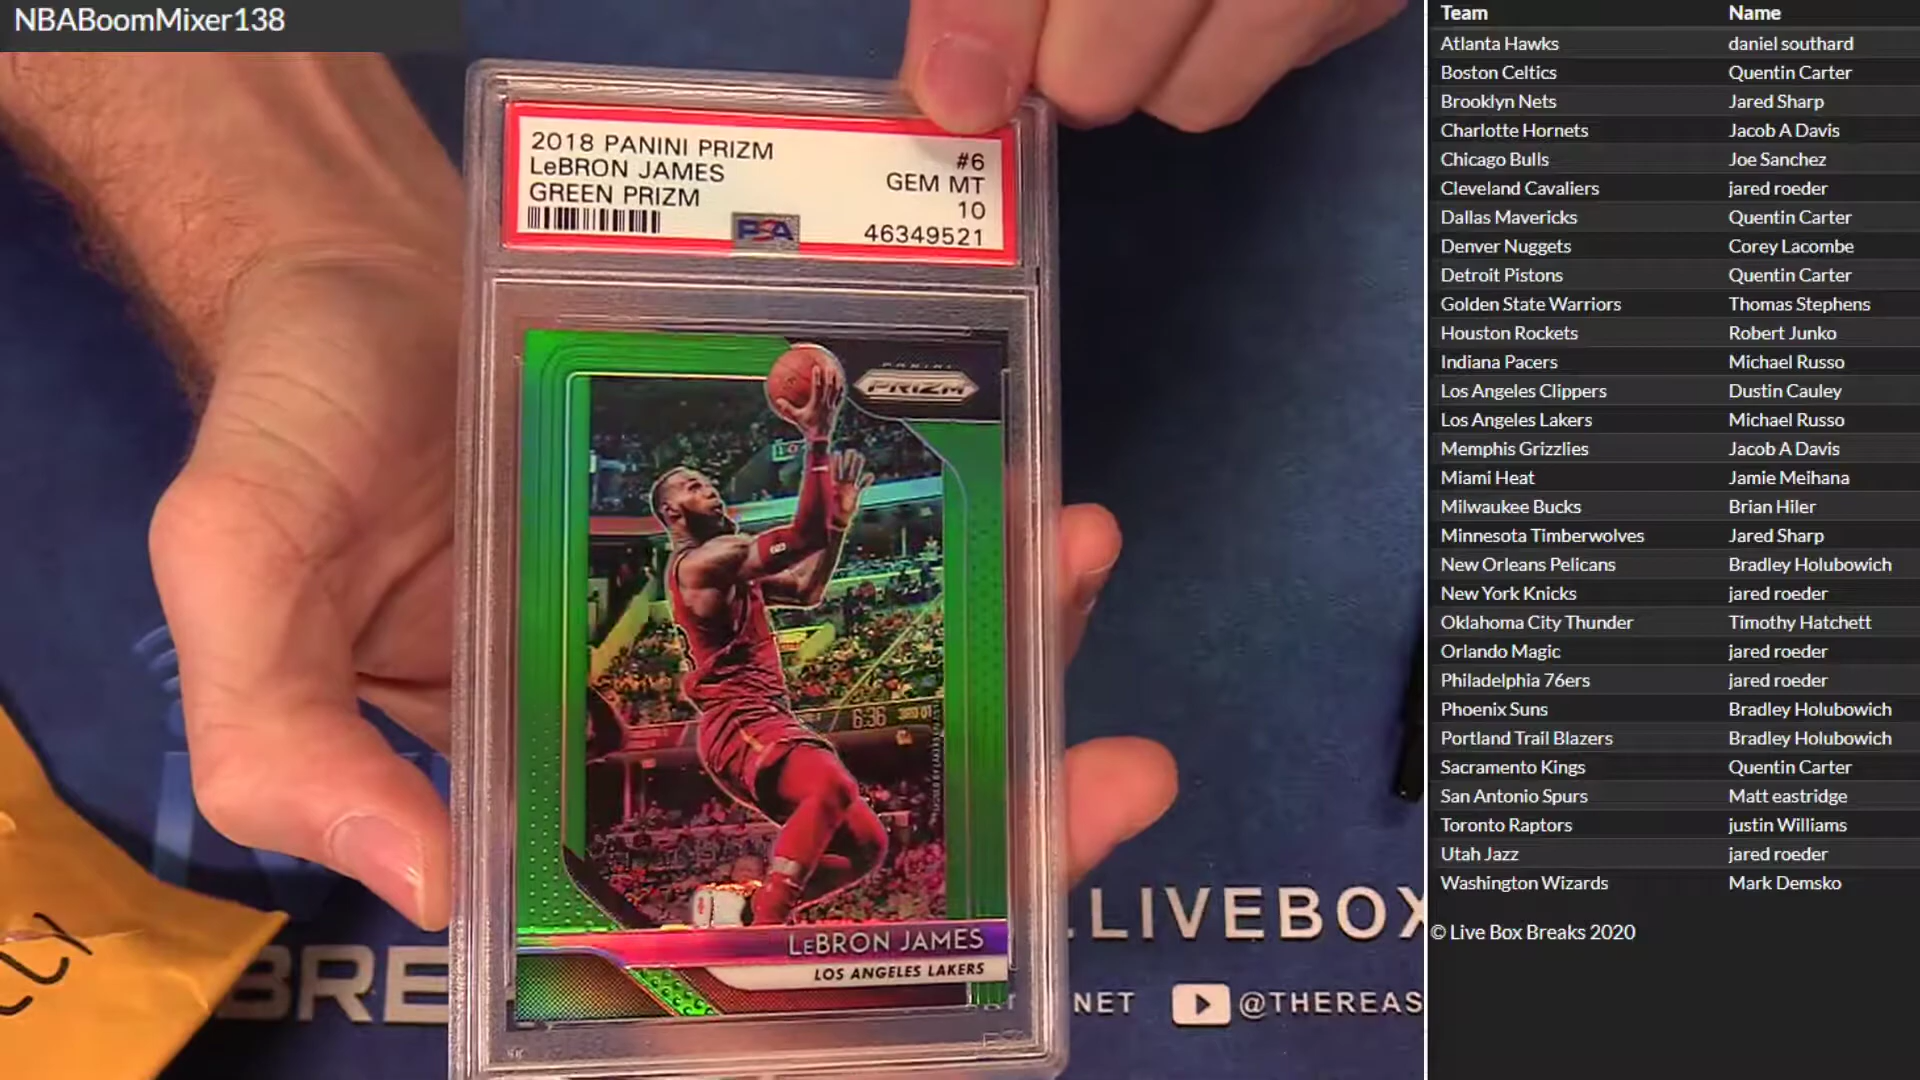 NBABoomMixer138
2018 PANINI PRIZM
LeBRON JAMES
GREEN PRIZM
#6
GEM MT
10
46349521
PSA
PANINI
PRIZM
6:36
LeBRON JAMES
LOS ANGELES LAKERS
.LIVEBOX
BRE
NET
@THEREAS
Team Name
Atlanta Hawks daniel southard
Boston Celtics Quentin Carter
Brooklyn Nets Jared Sharp
Charlotte Hornets Jacob A Davis
Chicago Bulls Joe Sanchez
Cleveland Cavaliers jared roeder
Dallas Mavericks Quentin Carter
Denver Nuggets Corey Lacombe
Detroit Pistons Quentin Carter
Golden State Warriors Thomas Stephens
Houston Rockets Robert Junko
Indiana Pacers Michael Russo
Los Angeles Clippers Dustin Cauley
Los Angeles Lakers Michael Russo
Memphis Grizzlies Jacob A Davis
Miami Heat Jamie Meihana
Milwaukee Bucks Brian Hiler
Minnesota Timberwolves Jared Sharp
New Orleans Pelicans Bradley Holubowich
New York Knicks jared roeder
Oklahoma City Thunder Timothy Hatchett
Orlando Magic jared roeder
Philadelphia 76ers jared roeder
Phoenix Suns Bradley Holubowich
Portland Trail Blazers Bradley Holubowich
Sacramento Kings Quentin Carter
San Antonio Spurs Matt eastridge
Toronto Raptors justin Williams
Utah Jazz jared roeder
Washington Wizards Mark Demsko
© Live Box Breaks 2020